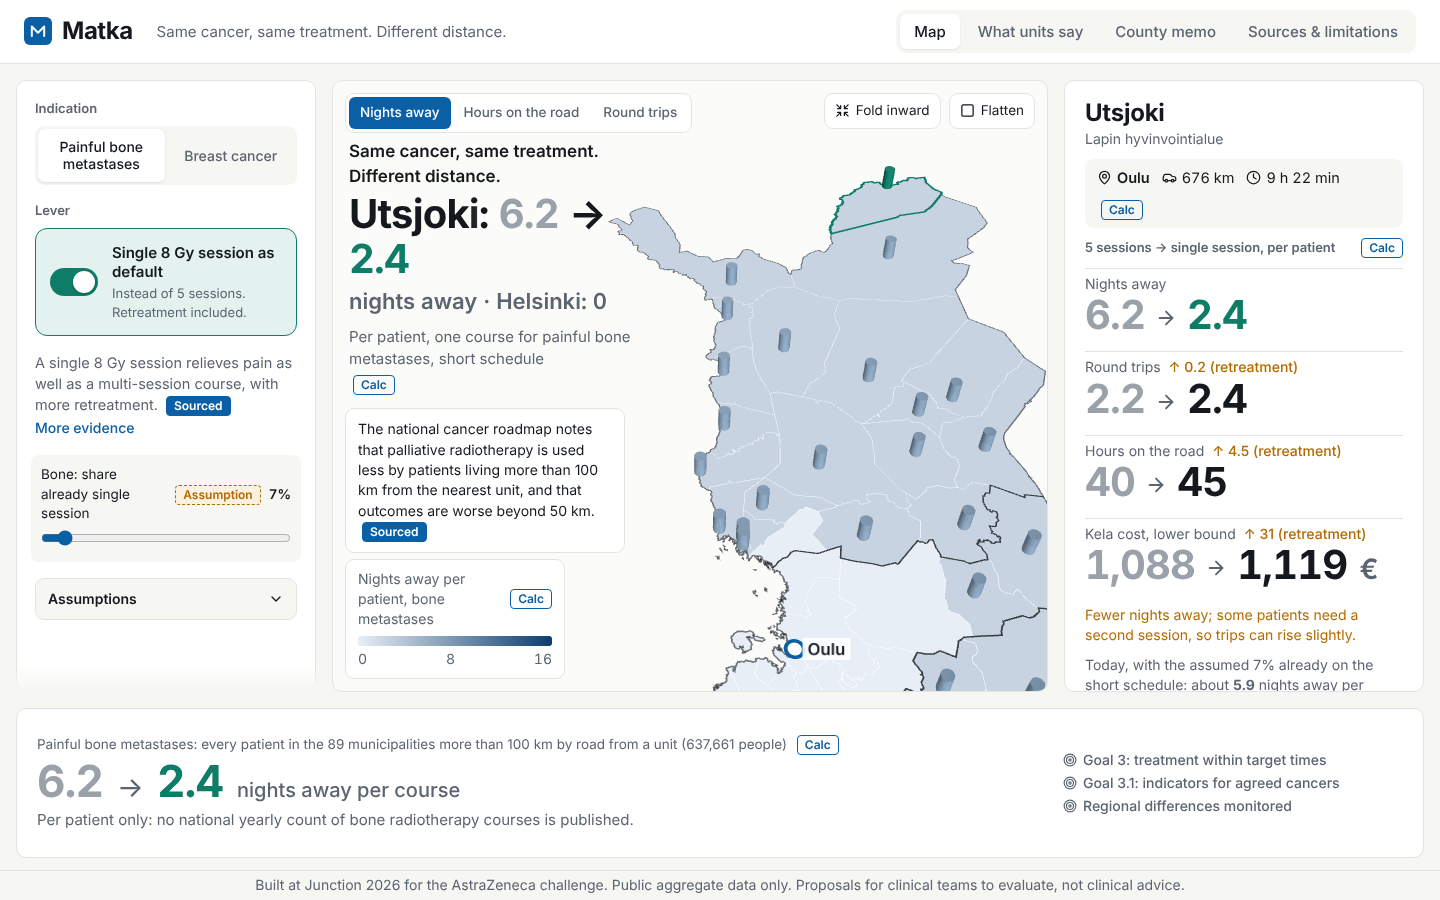 Matka
Same cancer, same treatment. Different distance.
Map
What units say
County memo
Sources & limitations
Indication
Painful bone
metastases
Breast cancer
Lever
Single 8 Gy session as
default
Instead of 5 sessions.
Retreatment included.
A single 8 Gy session relieves pain as
well as a multi-session course, with
more retreatment. Sourced
More evidence
Bone: share
already single
session
Assumption 7%
Assumptions
Nights away
Hours on the road
Round trips
Fold inward
Flatten
Same cancer, same treatment.
Different distance.
Utsjoki: 6.2 →
2.4
nights away · Helsinki: 0
Per patient, one course for painful bone
metastases, short schedule
Calc
The national cancer roadmap notes
that palliative radiotherapy is used
less by patients living more than 100
km from the nearest unit, and that
outcomes are worse beyond 50 km.
Sourced
Nights away per
patient, bone
metastases
Calc
0 8 16
Oulu
Utsjoki
Lapin hyvinvointialue
Oulu 676 km 9 h 22 min
Calc
5 sessions → single session, per patient Calc
Nights away
6.2 → 2.4
Round trips ↑ 0.2 (retreatment)
2.2 → 2.4
Hours on the road ↑ 4.5 (retreatment)
40 → 45
Kela cost, lower bound ↑ 31 (retreatment)
1,088 → 1,119 €
Fewer nights away; some patients need a
second session, so trips can rise slightly.
Today, with the assumed 7% already on the
short schedule: about 5.9 nights away per
Painful bone metastases: every patient in the 89 municipalities more than 100 km by road from a unit (637,661 people) Calc
6.2 → 2.4 nights away per course
Per patient only: no national yearly count of bone radiotherapy courses is published.
Goal 3: treatment within target times
Goal 3.1: indicators for agreed cancers
Regional differences monitored
Built at Junction 2026 for the AstraZeneca challenge. Public aggregate data only. Proposals for clinical teams to evaluate, not clinical advice.